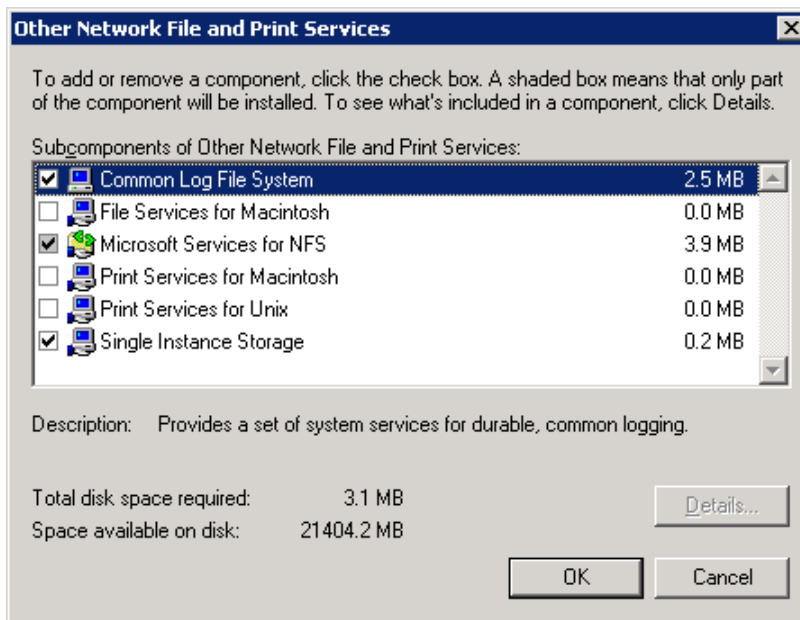 Other Network File and Print Services
To add or remove a component, click the check box. A shaded box means that only part
of the component will be installed. To see what's included in a component, click Details.
Subcomponents of Other Network File and Print Services:
Common Log File System 2.5 MB
File Services for Macintosh 0.0 MB
Microsoft Services for NFS 3.9 MB
Print Services for Macintosh 0.0 MB
Print Services for Unix 0.0 MB
Single Instance Storage 0.2 MB
Description: Provides a set of system services for durable, common logging.
Total disk space required: 3.1 MB
Space available on disk: 21404.2 MB
Details...
OK Cancel